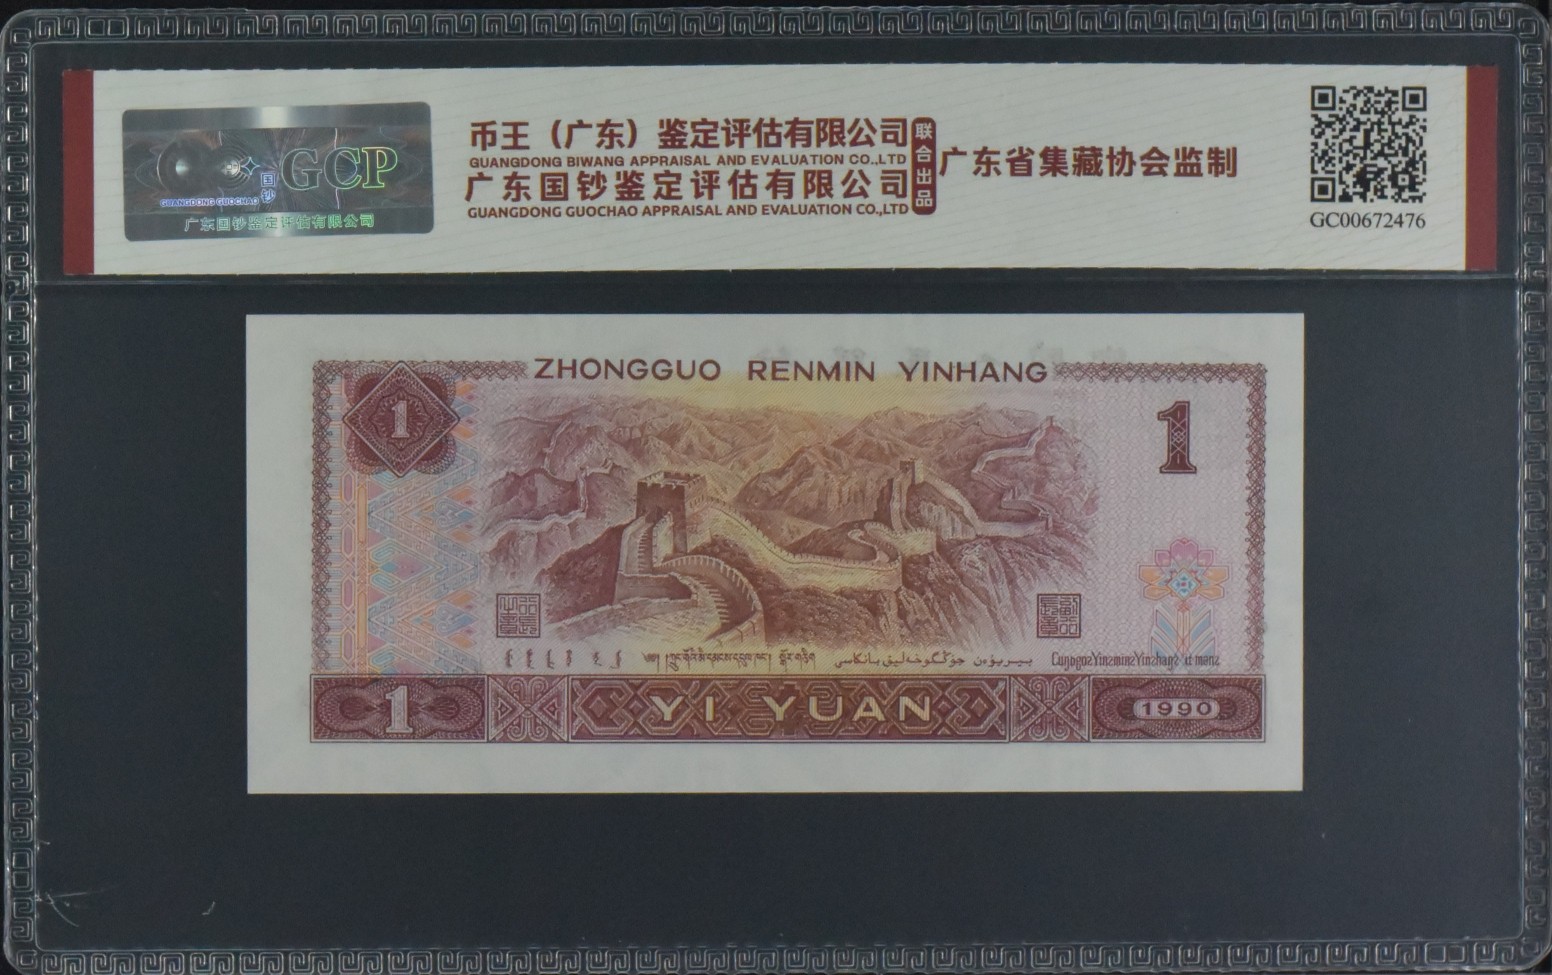 币王（广东）鉴定评估有限公司
GUANGDONG BIWANG APPRAISAL AND EVALUATION CO.,LTD
广东国钞鉴定评估有限公司
GUANGDONG GUOCHAO APPRAISAL AND EVALUATION CO.,LTD
联合出品
广东省集藏协会监制
GC00672476
国钞
GCP
GUANGDONG GUOCHAO
广东国钞鉴定评估有限公司
ZHONGGUO RENMIN YINHANG
1
1
1
YI YUAN
1990